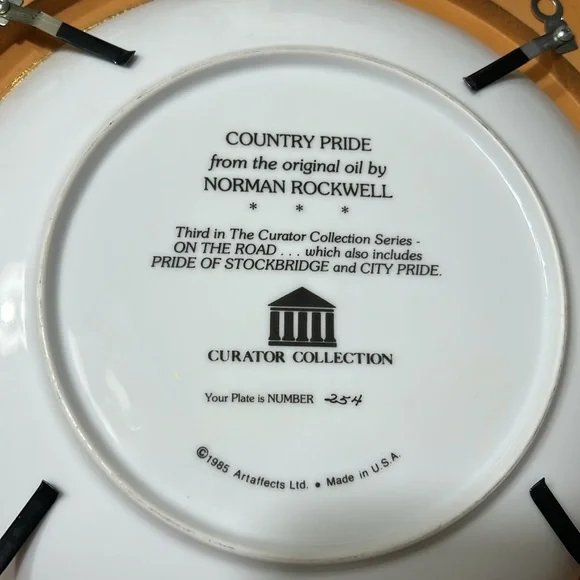 COUNTRY PRIDE
from the original oil by
NORMAN ROCKWELL
* * *
Third in The Curator Collection Series -
ON THE ROAD . . . which also includes
PRIDE OF STOCKBRIDGE and CITY PRIDE.
CURATOR COLLECTION
Your Plate is NUMBER 254
©1985 Artaffects Ltd. • Made in U.S.A.